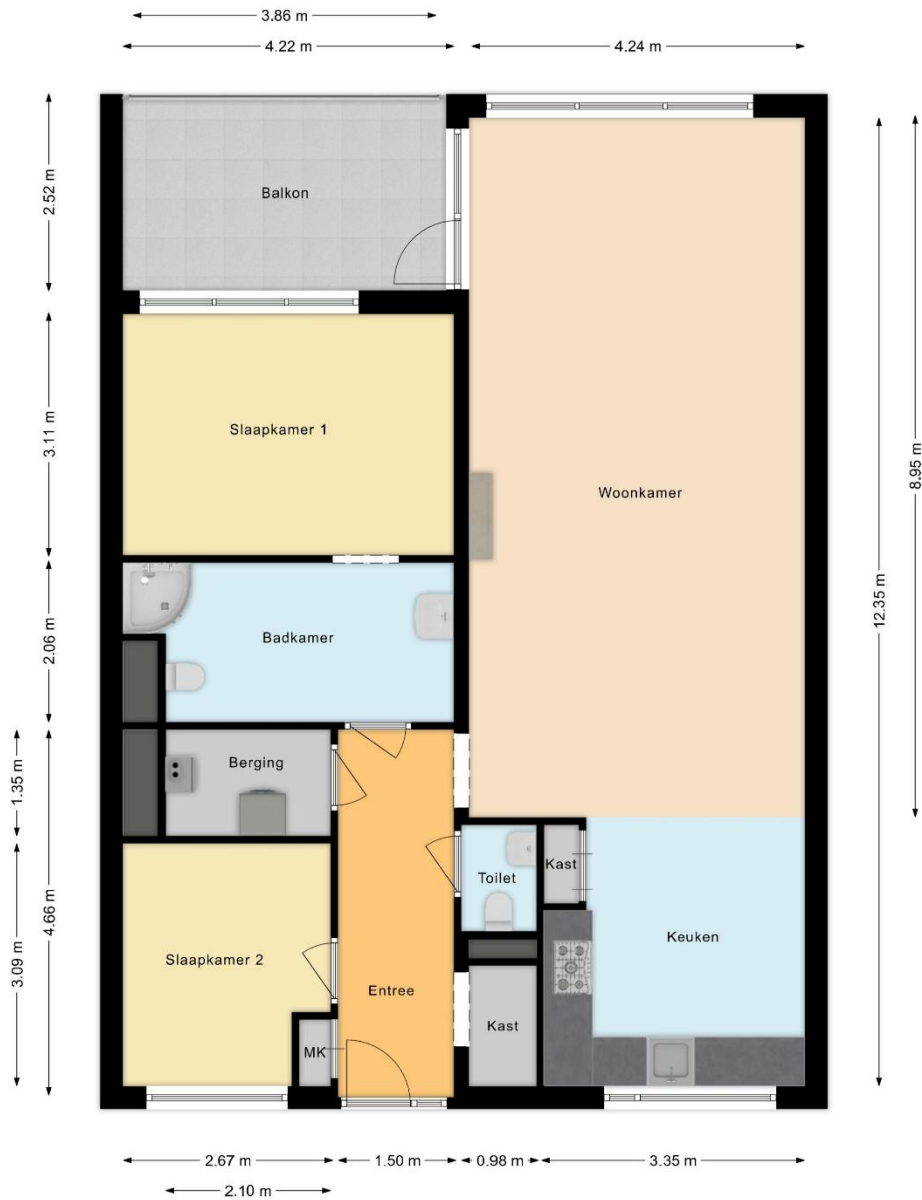 3.86 m
4.22 m
4.24 m
2.52 m
3.11 m
2.06 m
1.35 m
4.66 m
3.09 m
8.95 m
12.35 m
Balkon
Slaapkamer 1
Woonkamer
Badkamer
Berging
Toilet
Kast
Keuken
Slaapkamer 2
Entree
Kast
MK
2.67 m
1.50 m
0.98 m
3.35 m
2.10 m